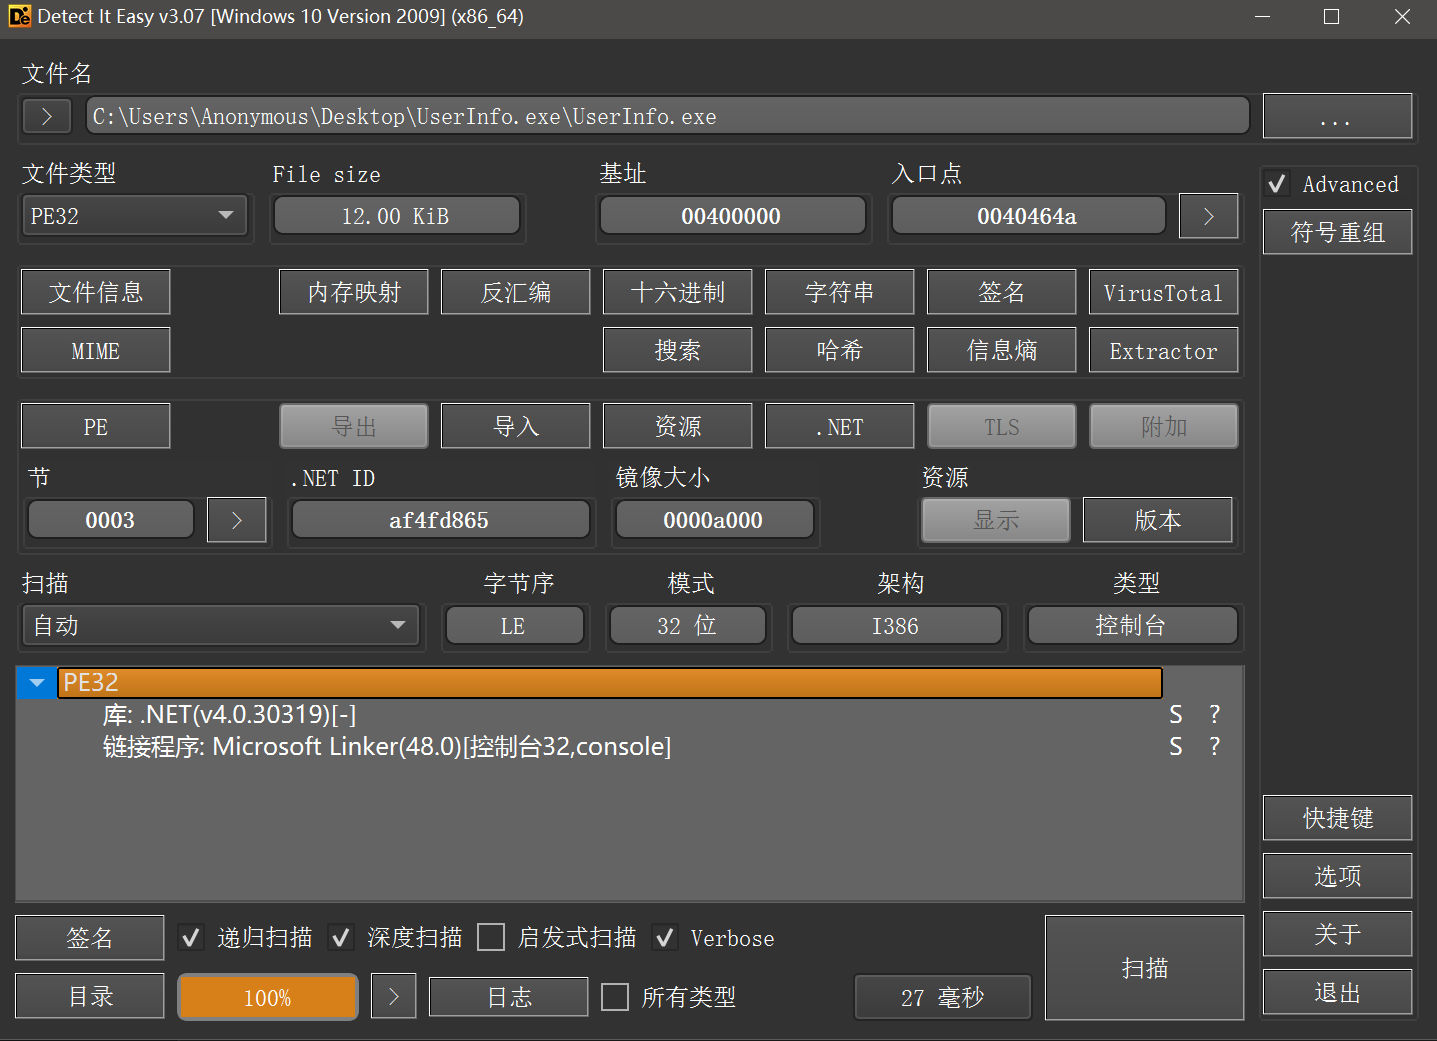 Detect It Easy v3.07 [Windows 10 Version 2009] (x86_64)
文件名
C:\Users\Anonymous\Desktop\UserInfo.exe\UserInfo.exe
...
文件类型 File size 基址 入口点
PE32 12.00 KiB 00400000 0040464a >
Advanced
符号重组
文件信息 内存映射 反汇编 十六进制 字符串 签名 VirusTotal
MIME 搜索 哈希 信息熵 Extractor
PE 导出 导入 资源 .NET TLS 附加
节 .NET ID 镜像大小 资源
0003 > af4fd865 0000a000 显示 版本
扫描 字节序 模式 架构 类型
自动 LE 32 位 I386 控制台
PE32
库: .NET(v4.0.30319)[-] S ?
链接程序: Microsoft Linker(48.0)[控制台32,console] S ?
快捷键
选项
关于
退出
签名 递归扫描 深度扫描 启发式扫描 Verbose
目录 100% > 日志 所有类型 27 毫秒 扫描